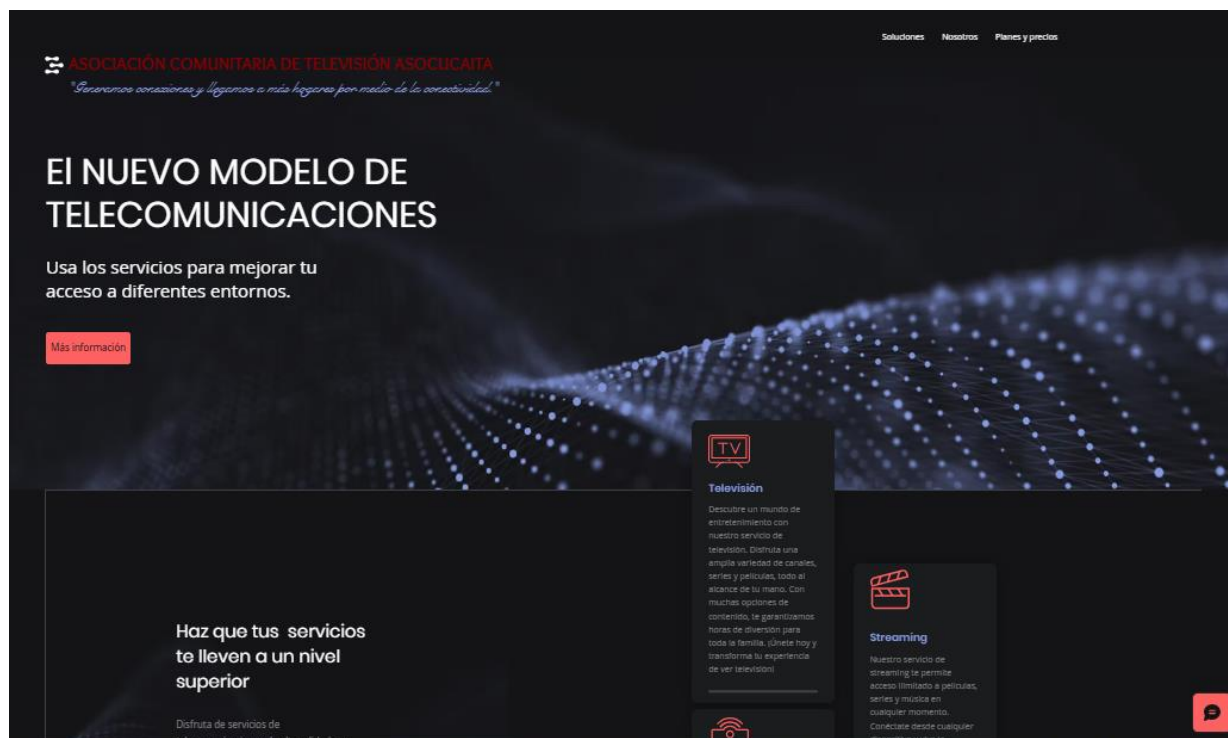 Soluciones Nosotros Planes y precios
ASOCIACIÓN COMUNITARIA DE TELEVISIÓN ASOCUCAITA
"Generamos conexiones y llegamos a más hogares por medio de la conectividad."
El NUEVO MODELO DE
TELECOMUNICACIONES
Usa los servicios para mejorar tu
acceso a diferentes entornos.
Más información
TV
Televisión
Descubre un mundo de
entretenimiento con
nuestro servicio de
televisión. Disfruta una
amplia variedad de canales,
series y películas, todo al
alcance de tu mano. Con
muchas opciones de
contenido, te garantizamos
horas de diversión para
toda la familia. ¡Únete hoy y
transforma tu experiencia
de ver televisión!
Haz que tus servicios
te lleven a un nivel
superior
Disfruta de servicios de
Streaming
Nuestro servicio de
streaming te permite
acceso ilimitado a películas,
series y música en
cualquier momento.
Conéctate desde cualquier